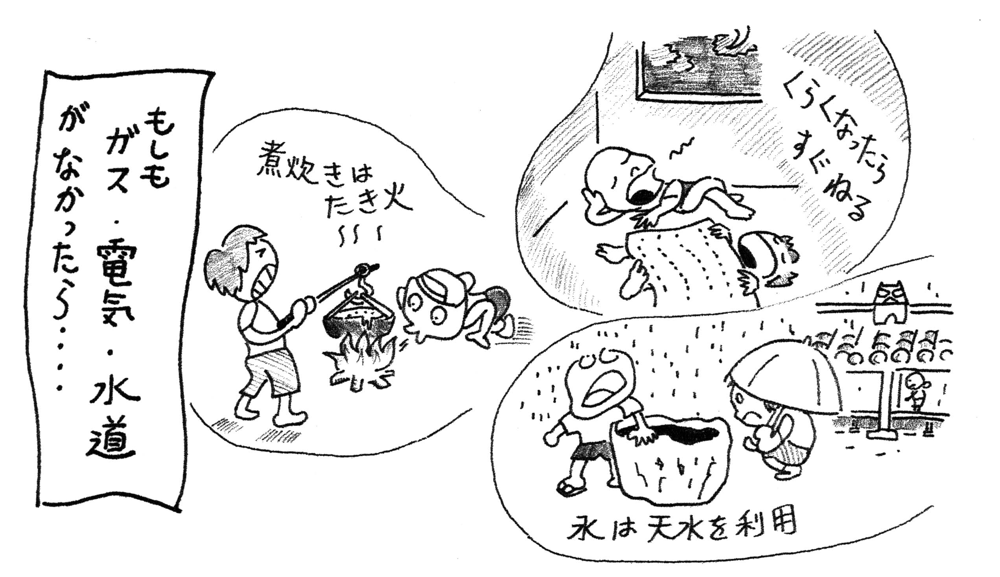 もしも
ガス・電気・水道
がなかったら・・・・
煮炊きは
たき火
くらくなったら
すぐねる
水は天水を利用